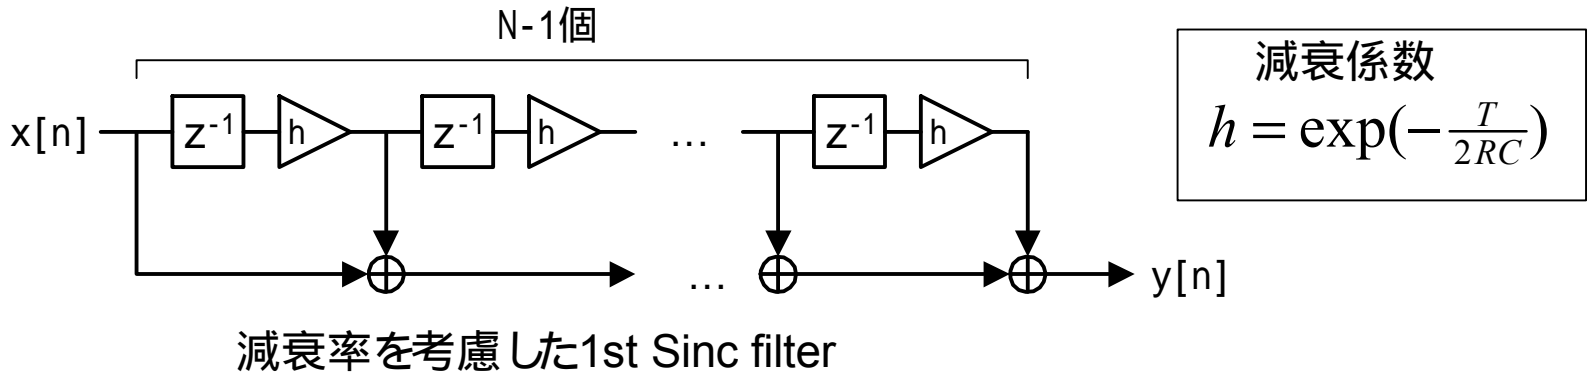 N-1個
減衰係数
h = exp(-T/2RC)
x[n] z⁻¹ h z⁻¹ h ... z⁻¹ h
... y[n]
減衰率を考慮した1st Sinc filter